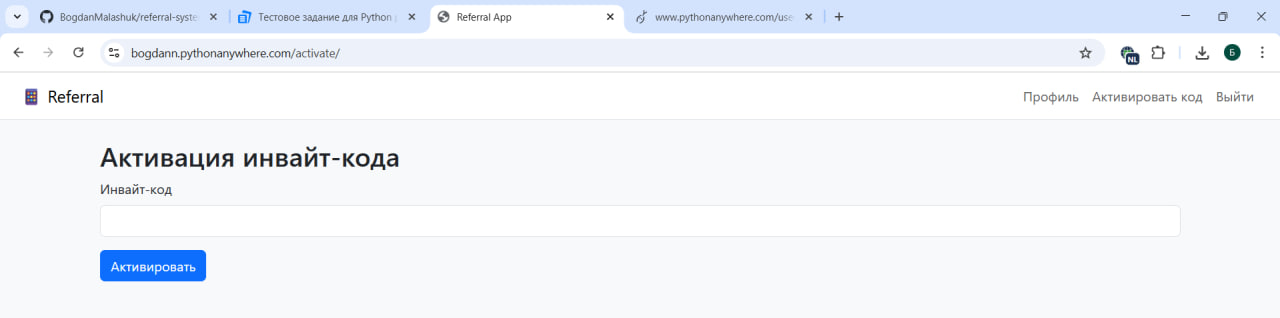 BogdanMalashuk/referral-syste
Тестовое задание для Python
Referral App
www.pythonanywhere.com/use
bogdann.pythonanywhere.com/activate/
NL
Б
Referral
Профиль
Активировать код
Выйти
Активация инвайт-кода
Инвайт-код
Активировать